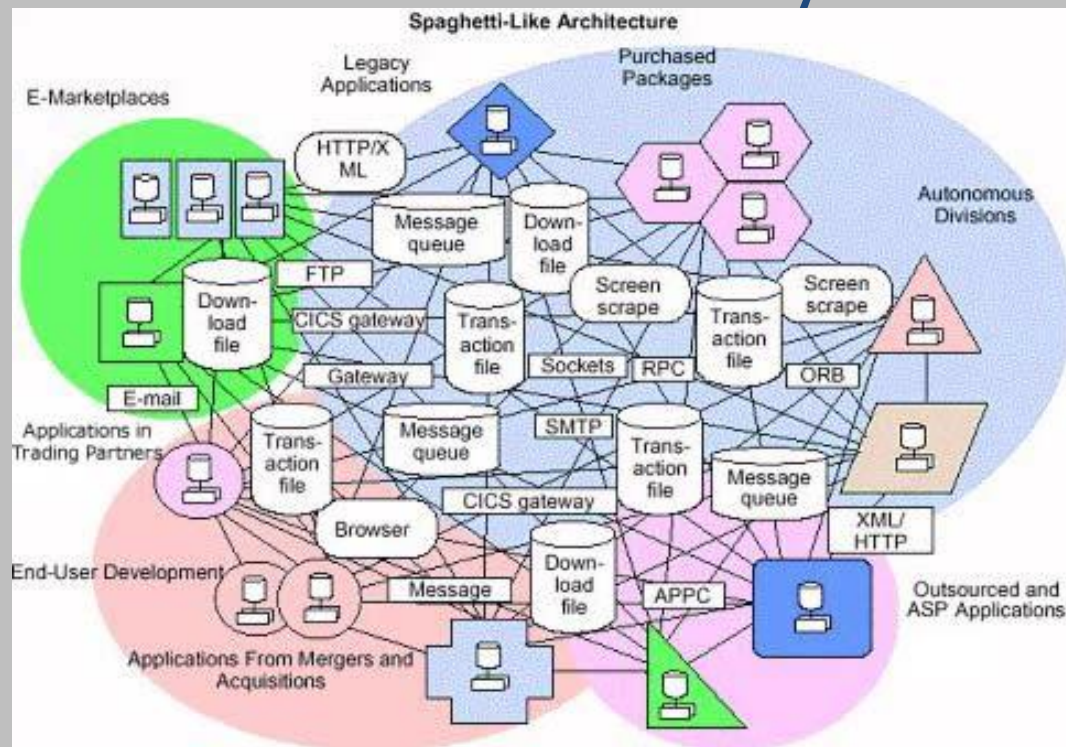 Spaghetti-Like Architecture
Legacy
Applications
Purchased
Packages
E-Marketplaces
HTTP/X
ML
Message
queue
Down-
load
file
Autonomous
Divisions
FTP
Screen
scrape
Screen
scrape
Down-
load
file
CICS gateway
Trans-
action
file
Trans-
action
file
Gateway
Sockets
RPC
ORB
E-mail
Applications in
Trading Partners
Trans-
action
file
Message
queue
SMTP
Trans-
action
file
Message
queue
CICS gateway
Browser
XML/
HTTP
End-User Development
Message
Down-
load
file
APPC
Outsourced and
ASP Applications
Applications From Mergers and
Acquisitions